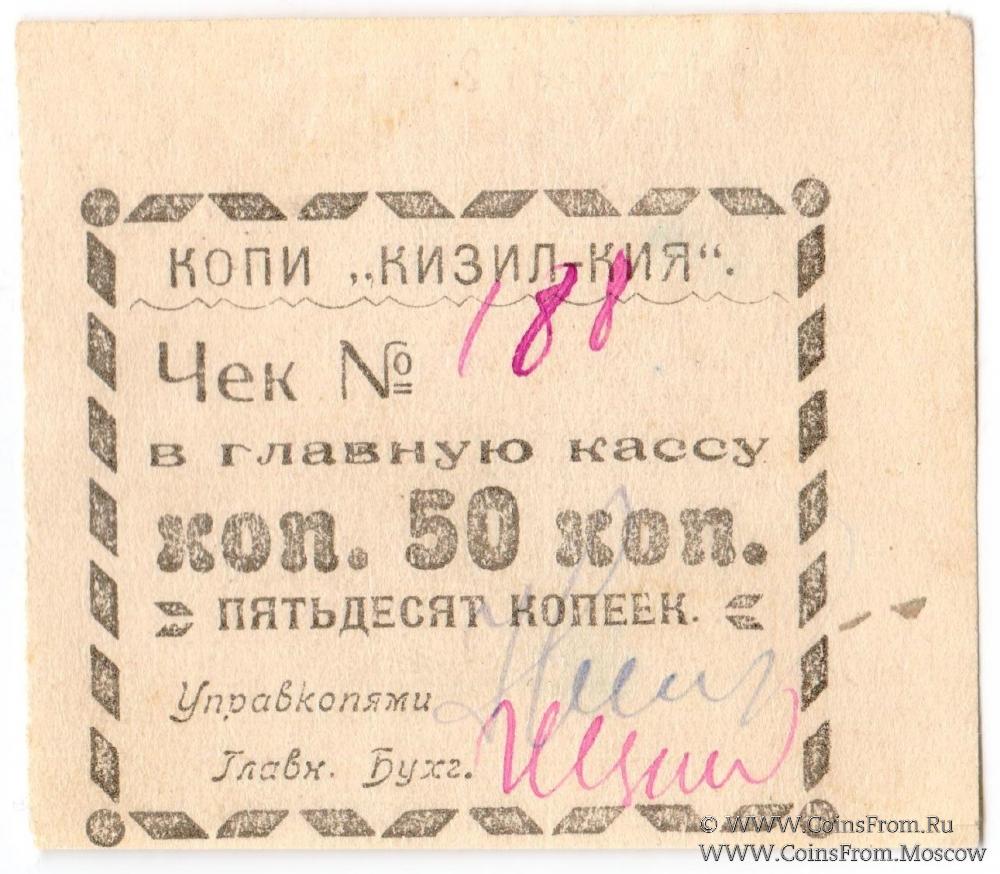 КОПИ „КИЗИЛ-КИЯ“.
Чек № 188
в главную кассу
коп. 50 коп.
ПЯТЬДЕСЯТ КОПЕЕК.
Управкопями
Главн. Бухг.
© WWW.CoinsFrom.Ru
WWW.CoinsFrom.Moscow